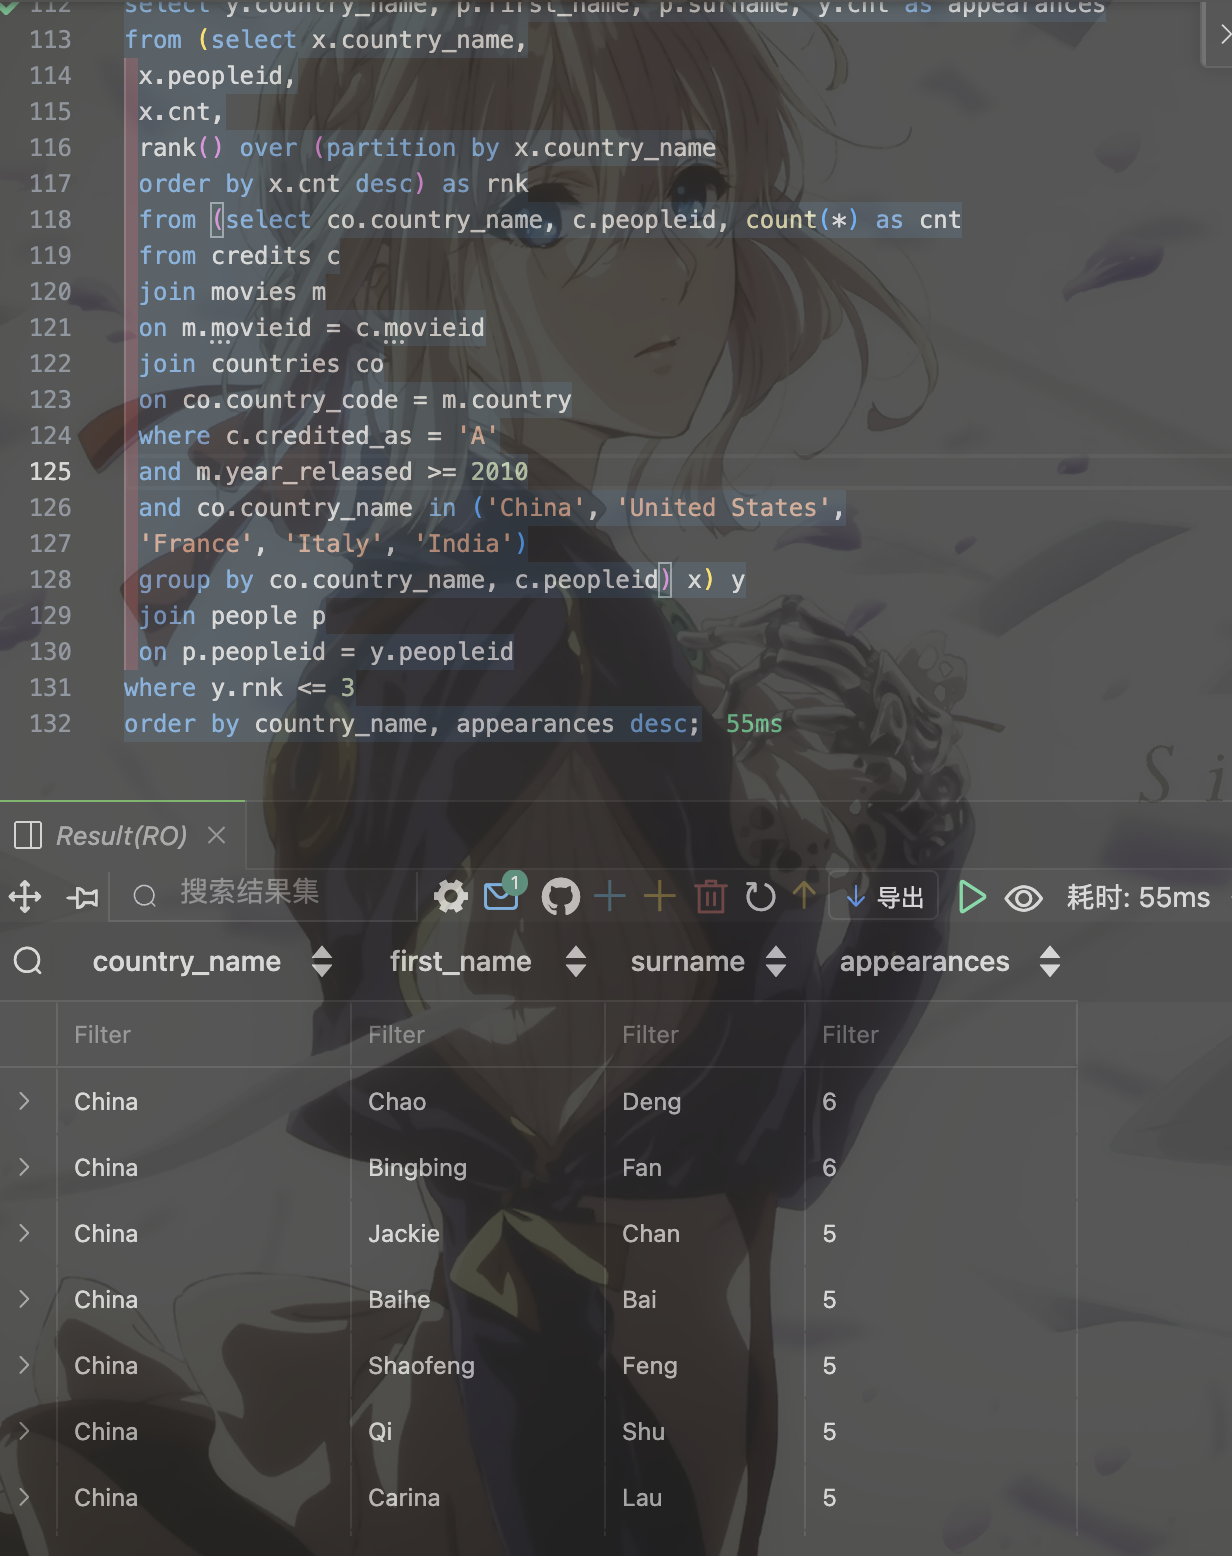 112 select y.country_name, p.first_name, p.surname, y.cnt as appearances
113 from (select x.country_name,
114 x.peopleid,
115 x.cnt,
116 rank() over (partition by x.country_name
117 order by x.cnt desc) as rnk
118 from (select co.country_name, c.peopleid, count(*) as cnt
119 from credits c
120 join movies m
121 on m.movieid = c.movieid
122 join countries co
123 on co.country_code = m.country
124 where c.credited_as = 'A'
125 and m.year_released >= 2010
126 and co.country_name in ('China', 'United States',
127 'France', 'Italy', 'India')
128 group by co.country_name, c.peopleid) x) y
129 join people p
130 on p.peopleid = y.peopleid
131 where y.rnk <= 3
132 order by country_name, appearances desc; 55ms
S i
Result(RO)
搜索结果集 1 导出 耗时: 55ms
country_name first_name surname appearances
Filter Filter Filter Filter
China Chao Deng 6
China Bingbing Fan 6
China Jackie Chan 5
China Baihe Bai 5
China Shaofeng Feng 5
China Qi Shu 5
China Carina Lau 5